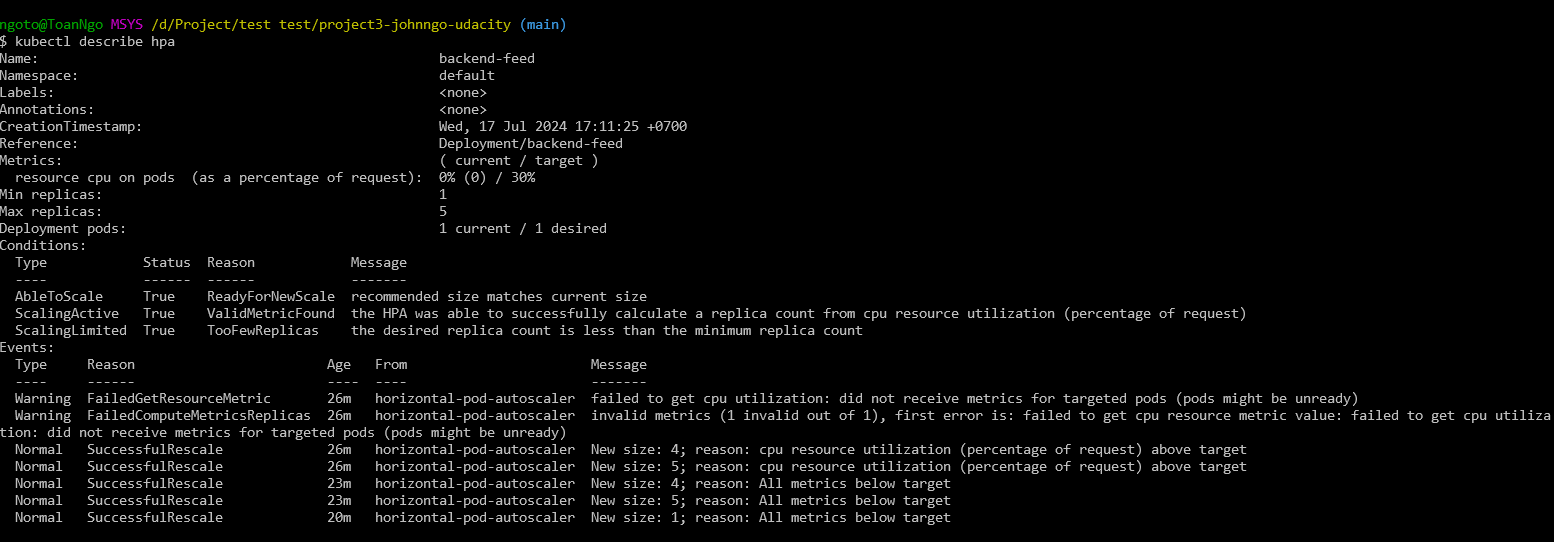 ngoto@ToanNgo MSYS /d/Project/test test/project3-johnngo-udacity (main)
$ kubectl describe hpa
Name: backend-feed
Namespace: default
Labels: <none>
Annotations: <none>
CreationTimestamp: Wed, 17 Jul 2024 17:11:25 +0700
Reference: Deployment/backend-feed
Metrics: ( current / target )
resource cpu on pods (as a percentage of request): 0% (0) / 30%
Min replicas: 1
Max replicas: 5
Deployment pods: 1 current / 1 desired
Conditions:
Type Status Reason Message
---- ------ ------ -------
AbleToScale True ReadyForNewScale recommended size matches current size
ScalingActive True ValidMetricFound the HPA was able to successfully calculate a replica count from cpu resource utilization (percentage of request)
ScalingLimited True TooFewReplicas the desired replica count is less than the minimum replica count
Events:
Type Reason Age From Message
---- ------ ---- ---- -------
Warning FailedGetResourceMetric 26m horizontal-pod-autoscaler failed to get cpu utilization: did not receive metrics for targeted pods (pods might be unready)
Warning FailedComputeMetricsReplicas 26m horizontal-pod-autoscaler invalid metrics (1 invalid out of 1), first error is: failed to get cpu resource metric value: failed to get cpu utiliza
tion: did not receive metrics for targeted pods (pods might be unready)
Normal SuccessfulRescale 26m horizontal-pod-autoscaler New size: 4; reason: cpu resource utilization (percentage of request) above target
Normal SuccessfulRescale 26m horizontal-pod-autoscaler New size: 5; reason: cpu resource utilization (percentage of request) above target
Normal SuccessfulRescale 23m horizontal-pod-autoscaler New size: 4; reason: All metrics below target
Normal SuccessfulRescale 23m horizontal-pod-autoscaler New size: 5; reason: All metrics below target
Normal SuccessfulRescale 20m horizontal-pod-autoscaler New size: 1; reason: All metrics below target